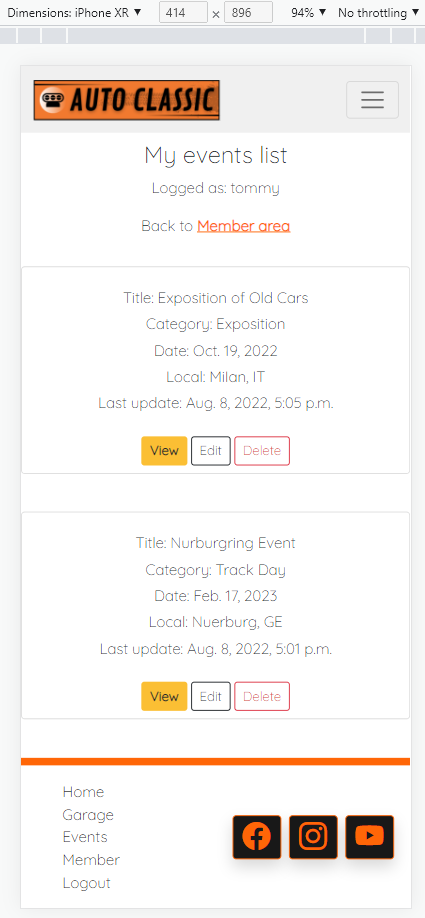 Dimensions: iPhone XR ▼ 414 × 896 94% ▼ No throttling ▼
AUTO CLASSIC
My events list
Logged as: tommy
Back to Member area
Title: Exposition of Old Cars
Category: Exposition
Date: Oct. 19, 2022
Local: Milan, IT
Last update: Aug. 8, 2022, 5:05 p.m.
View Edit Delete
Title: Nurburgring Event
Category: Track Day
Date: Feb. 17, 2023
Local: Nuerburg, GE
Last update: Aug. 8, 2022, 5:01 p.m.
View Edit Delete
Home
Garage
Events
Member
Logout